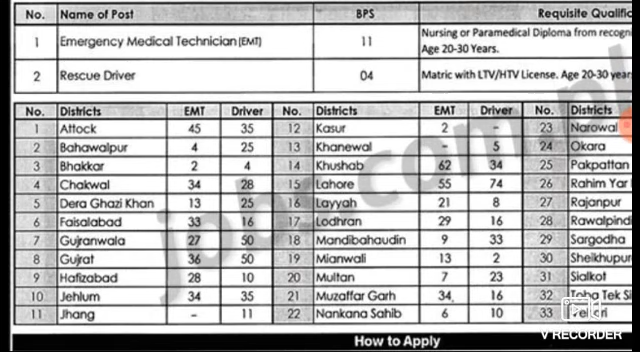 No. Name of Post BPS Requisite Qualific
1 Emergency Medical Technician (EMT) 11 Nursing or Paramedical Diploma from recogn
Age 20-30 Years.
2 Rescue Driver 04 Matric with LTV/HTV License. Age 20-30 year
No. Districts EMT Driver No. Districts EMT Driver No. Districts
1 Attock 45 35 12 Kasur 2 - 23 Narowal
2 Bahawalpur 4 25 13 Khanewal - 5 24 Okara
3 Bhakkar 2 4 14 Khushab 62 34 25 Pakpattan
4 Chakwal 34 28 15 Lahore 55 74 26 Rahim Yar
5 Dera Ghazi Khan 13 25 16 Layyah 21 8 27 Rajanpur
6 Faisalabad 33 16 17 Lodhran 29 16 28 Rawalpind
7 Gujranwala 27 50 18 Mandibahaudin 9 33 29 Sargodha
8 Gujrat 36 50 19 Mianwali 13 2 30 Sheikhupur
9 Hafizabad 28 10 20 Multan 7 23 31 Sialkot
10 Jehlum 34 35 21 Muzaffar Garh 34 16 32 Toba Tek Si
11 Jhang - 11 22 Nankana Sahib 6 10 33
V RECORDER
How to Apply